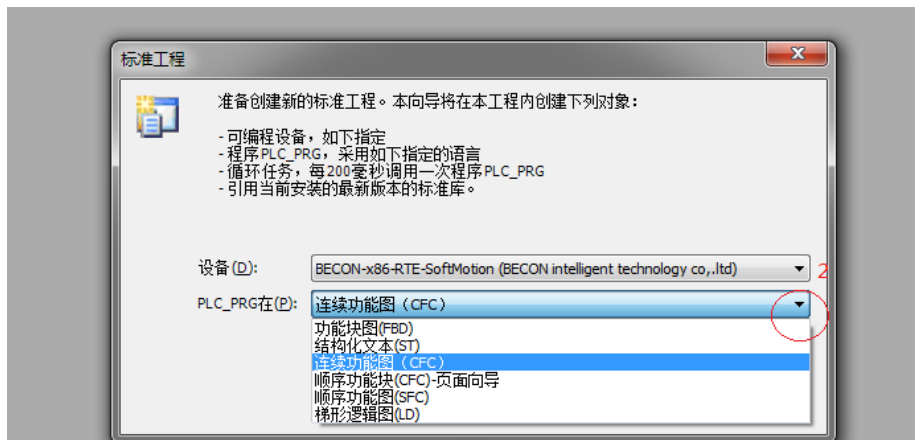 标准工程
准备创建新的标准工程。本向导将在本工程内创建下列对象：
- 可编程设备，如下指定
- 程序PLC_PRG，采用如下指定的语言
- 循环任务，每200毫秒调用一次程序PLC_PRG
- 引用当前安装的最新版本的标准库。
设备(D): BECON-x86-RTE-SoftMotion (BECON intelligent technology co,.ltd) 2
PLC_PRG在(P): 连续功能图（CFC）
功能块图(FBD)
结构化文本(ST)
连续功能图（CFC）
顺序功能块(CFC)-页面向导
顺序功能图(SFC)
梯形逻辑图(LD)